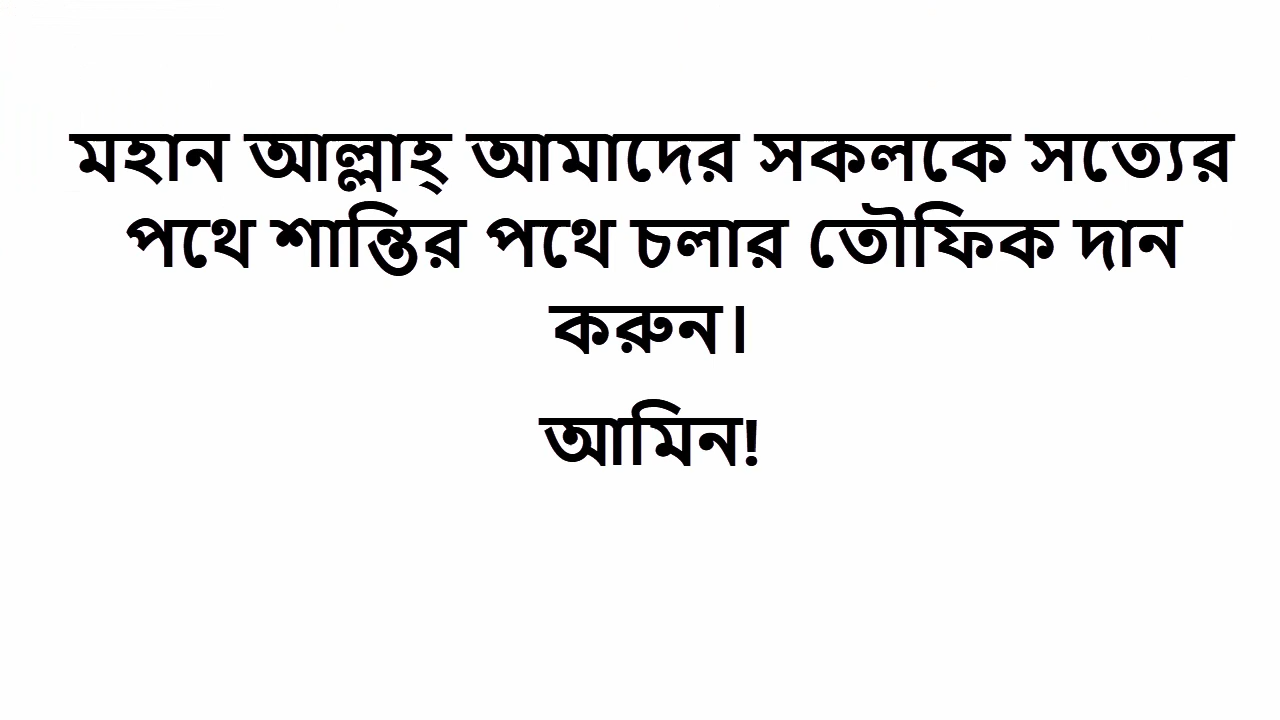 মহান আল্লাহ্ আমাদের সকলকে সত্যের
পথে শান্তির পথে চলার তৌফিক দান
করুন।
আমিন!